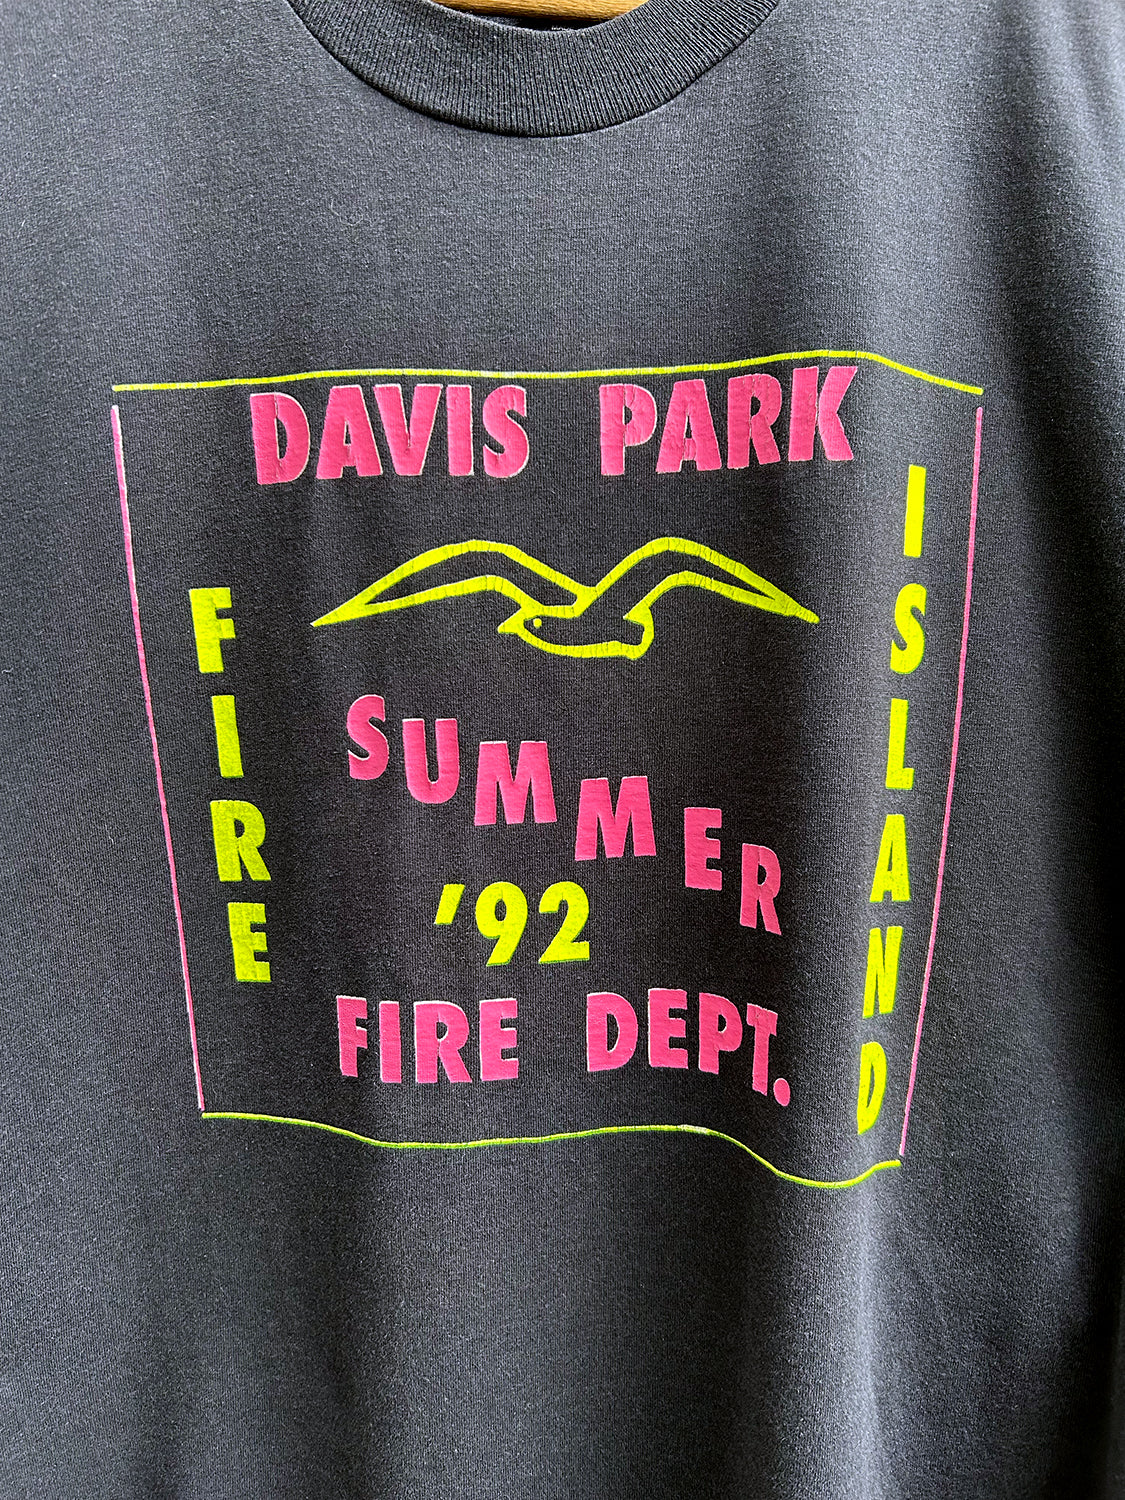 DAVIS PARK
FIRE
ISLAND
SUMMER
'92
FIRE DEPT.